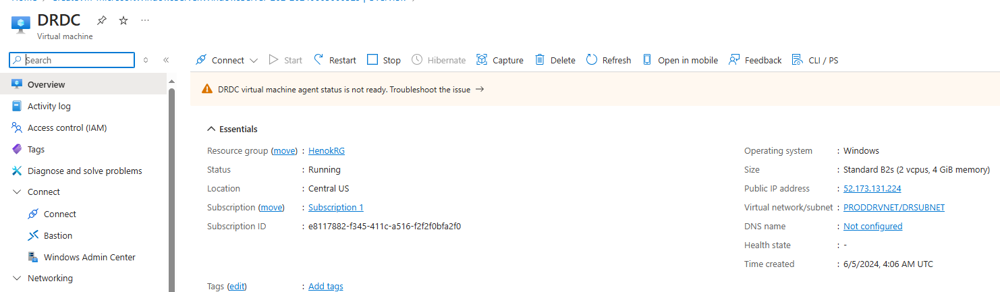 DRDC
Virtual machine
Search
Connect Start Restart Stop Hibernate Capture Delete Refresh Open in mobile Feedback CLI / PS
Overview
Activity log
Access control (IAM)
Tags
Diagnose and solve problems
Connect
Connect
Bastion
Windows Admin Center
Networking
DRDC virtual machine agent status is not ready. Troubleshoot the issue →
Essentials
Resource group (move) : HenokRG
Status : Running
Location : Central US
Subscription (move) : Subscription 1
Subscription ID : e8117882-f345-411c-a516-f2f2f0bfa2f0
Operating system : Windows
Size : Standard B2s (2 vcpus, 4 GiB memory)
Public IP address : 52.173.131.224
Virtual network/subnet : PRODDRVNET/DRSUBNET
DNS name : Not configured
Health state : -
Time created : 6/5/2024, 4:06 AM UTC
Tags (edit) : Add tags